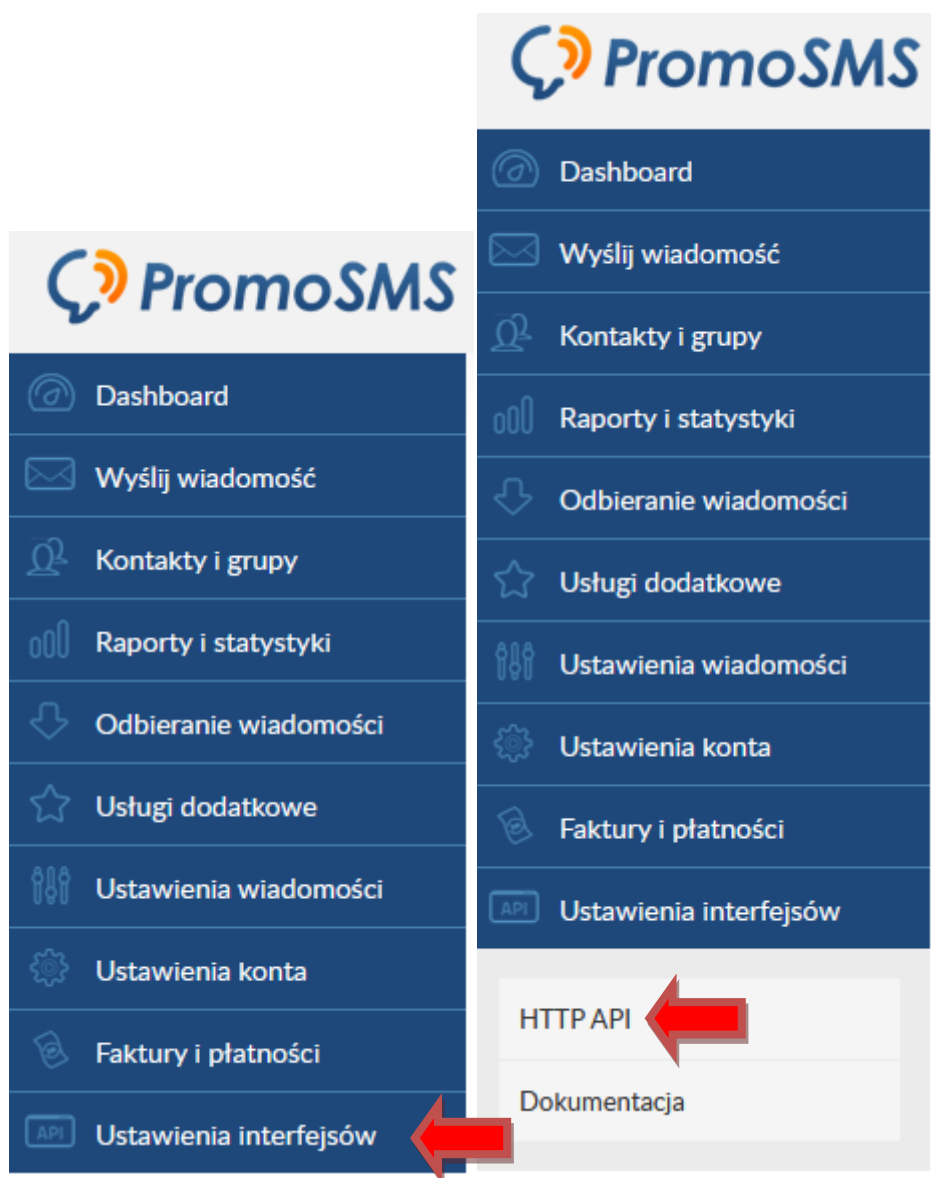 PromoSMS
Dashboard
Wyślij wiadomość
Kontakty i grupy
Raporty i statystyki
Odbieranie wiadomości
Usługi dodatkowe
Ustawienia wiadomości
Ustawienia konta
Faktury i płatności
API Ustawienia interfejsów
PromoSMS
Dashboard
Wyślij wiadomość
Kontakty i grupy
Raporty i statystyki
Odbieranie wiadomości
Usługi dodatkowe
Ustawienia wiadomości
Ustawienia konta
Faktury i płatności
API Ustawienia interfejsów
HTTP API
Dokumentacja